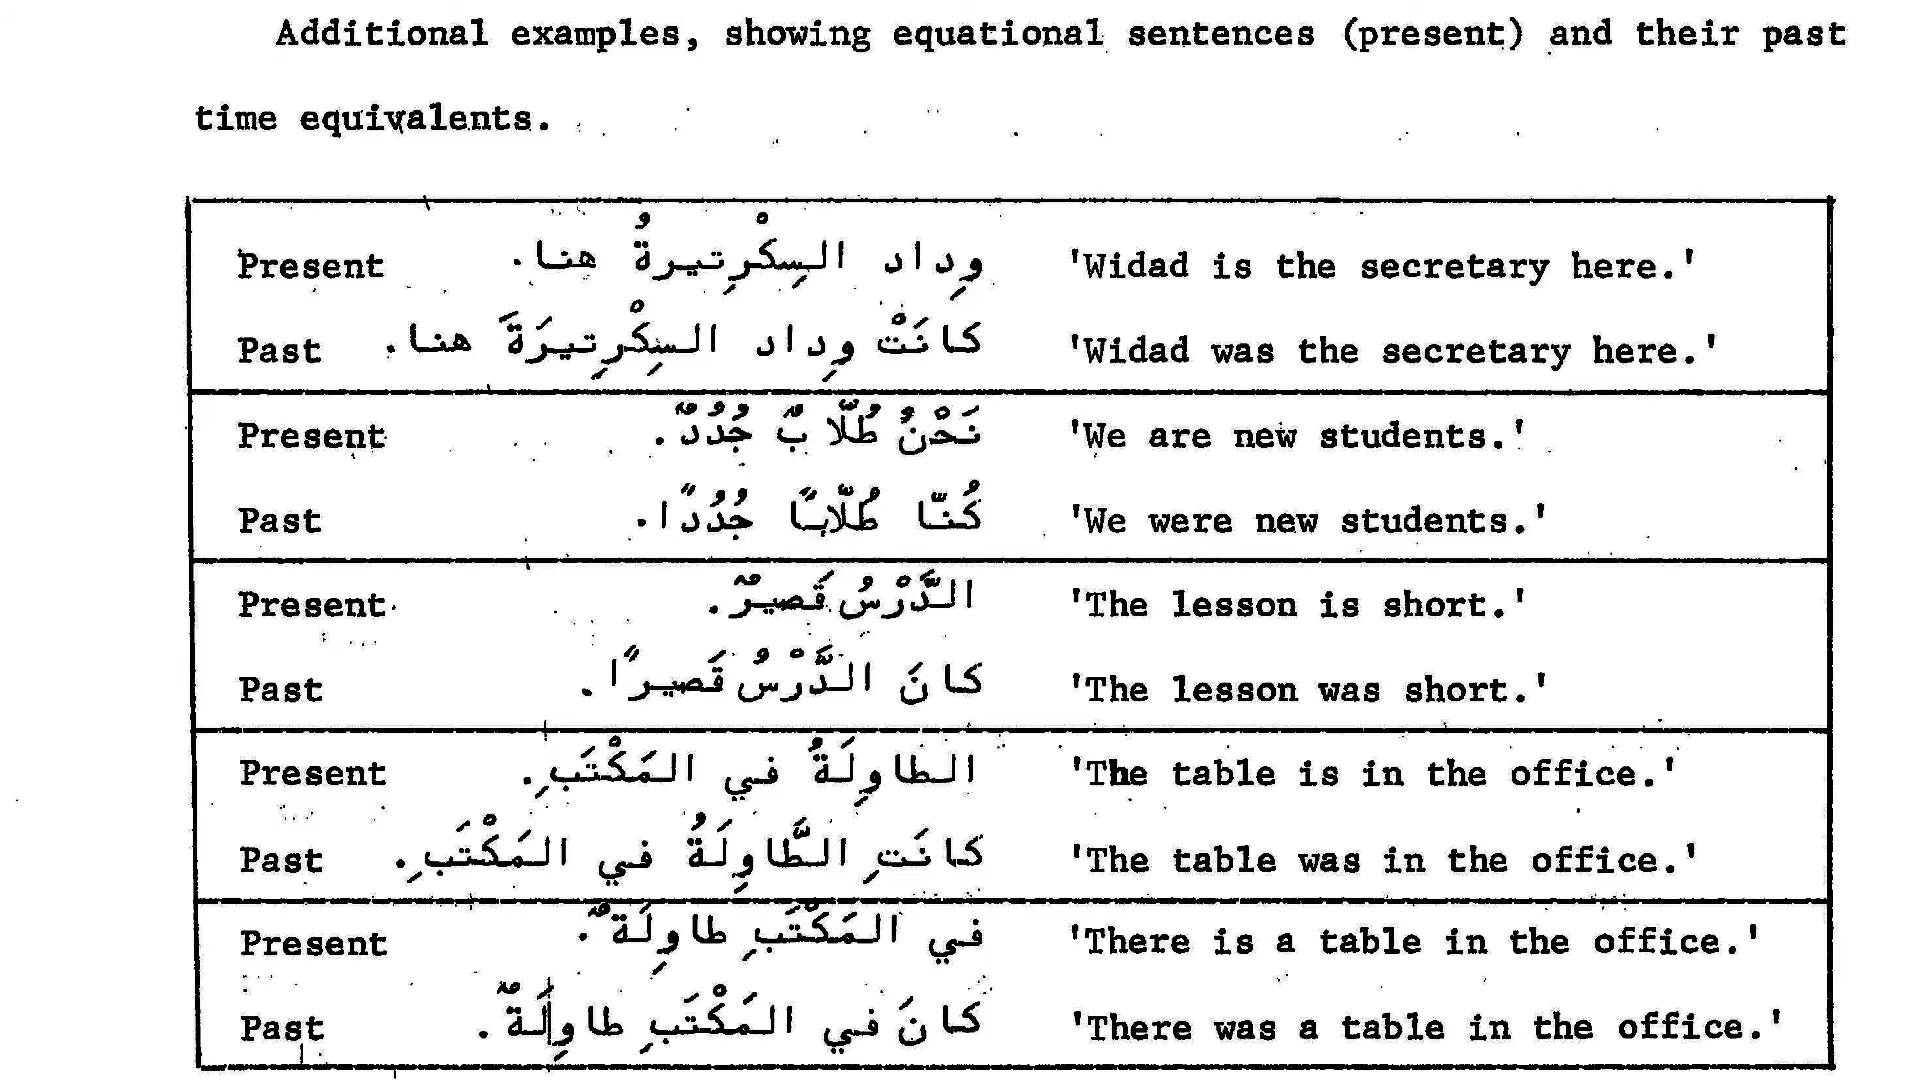 Additional examples, showing equational sentences (present) and their past
time equivalents.
Present وِداد السِكْرِتيرةُ هنا. 'Widad is the secretary here.'
Past كانَتْ وِداد السِكْرِتيرَةَ هنا. 'Widad was the secretary here.'
Present نَحْنُ طُلّابٌ جُدُدٌ. 'We are new students.'
Past كُنّا طُلّابًا جُدُدًا. 'We were new students.'
Present الدَّرْسُ قَصيرٌ. 'The lesson is short.'
Past كانَ الدَّرْسُ قَصيرًا. 'The lesson was short.'
Present الطاوِلَةُ في المَكْتَبِ. 'The table is in the office.'
Past كانَتِ الطَّاوِلَةُ في المَكْتَبِ. 'The table was in the office.'
Present في المَكْتَبِ طاوِلَةٌ. 'There is a table in the office.'
Past كانَ في المَكْتَبِ طاوِلَةٌ. 'There was a table in the office.'